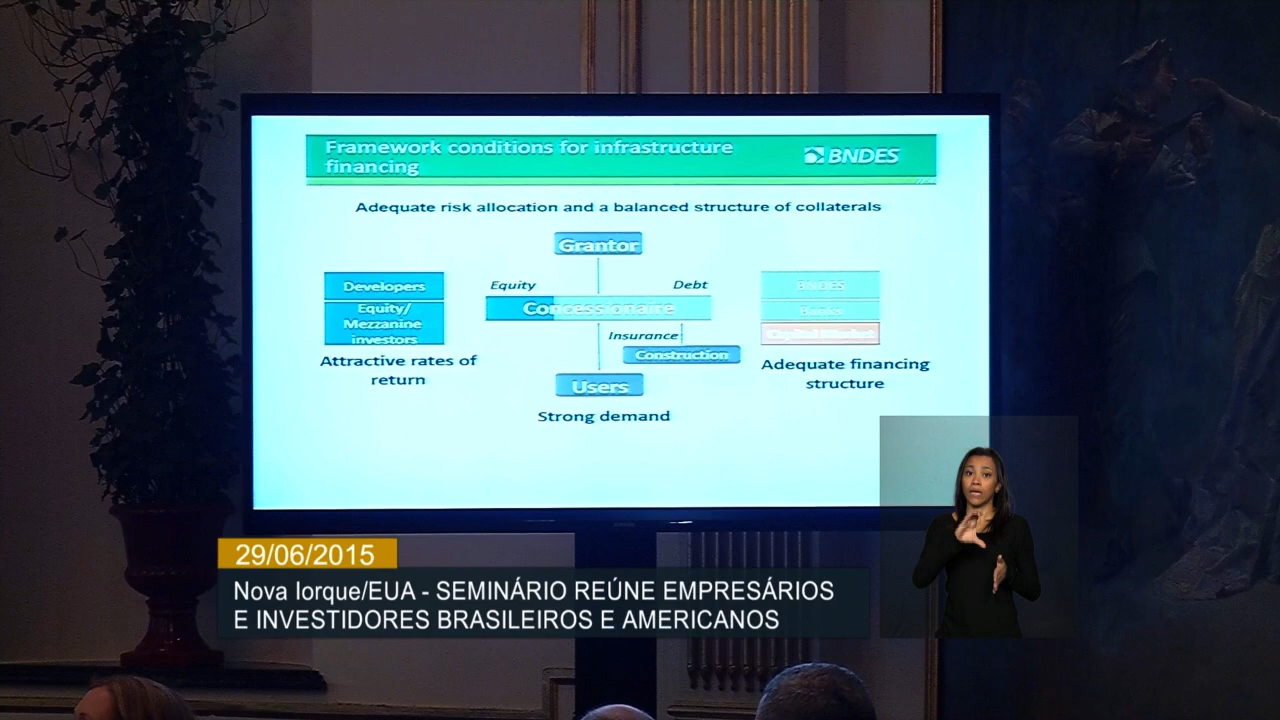 Framework conditions for infrastructure
financing
BNDES
Adequate risk allocation and a balanced structure of collaterals
Grantor
Equity
Debt
Concessionaire
Developers
Equity/
Mezzanine
investors
Attractive rates of
return
Insurance
Construction
Users
Strong demand
BNDES
Banks
Capital Market
Adequate financing
structure
29/06/2015
Nova Iorque/EUA - SEMINÁRIO REÚNE EMPRESÁRIOS
E INVESTIDORES BRASILEIROS E AMERICANOS